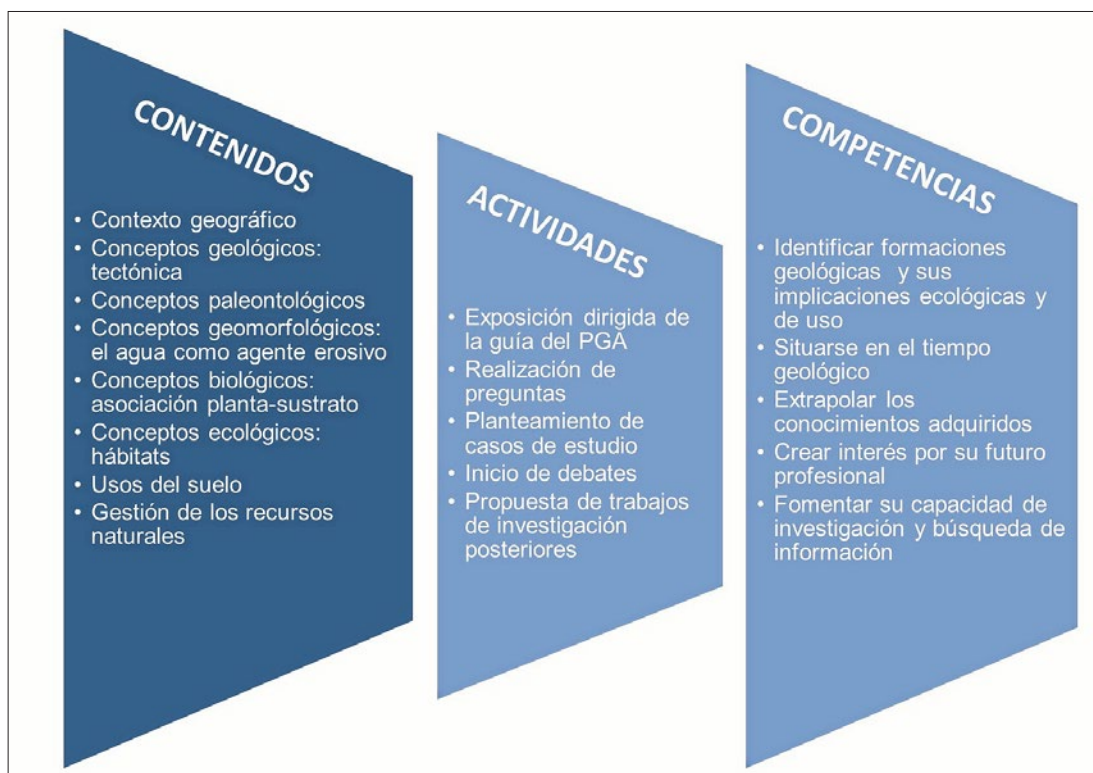 CONTENIDOS
• Contexto geográfico
• Conceptos geológicos:
tectónica
• Conceptos paleontológicos
• Conceptos geomorfológicos:
el agua como agente erosivo
• Conceptos biológicos:
asociación planta-sustrato
• Conceptos ecológicos:
hábitats
• Usos del suelo
• Gestión de los recursos
naturales
ACTIVIDADES
• Exposición dirigida de
la guía del PGA
• Realización de
preguntas
• Planteamiento de
casos de estudio
• Inicio de debates
• Propuesta de trabajos
de investigación
posteriores
COMPETENCIAS
• Identificar formaciones
geológicas y sus
implicaciones ecológicas y
de uso
• Situarse en el tiempo
geológico
• Extrapolar los
conocimientos adquiridos
• Crear interés por su futuro
profesional
• Fomentar su capacidad de
investigación y búsqueda de
información